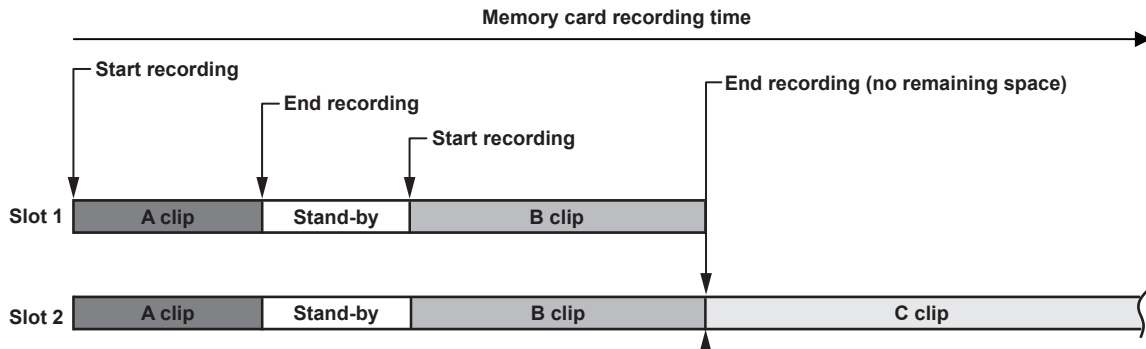 Memory card recording time
Start recording
End recording (no remaining space)
End recording
Start recording
Slot 1
A clip
Stand-by
B clip
Slot 2
A clip
Stand-by
B clip
C clip